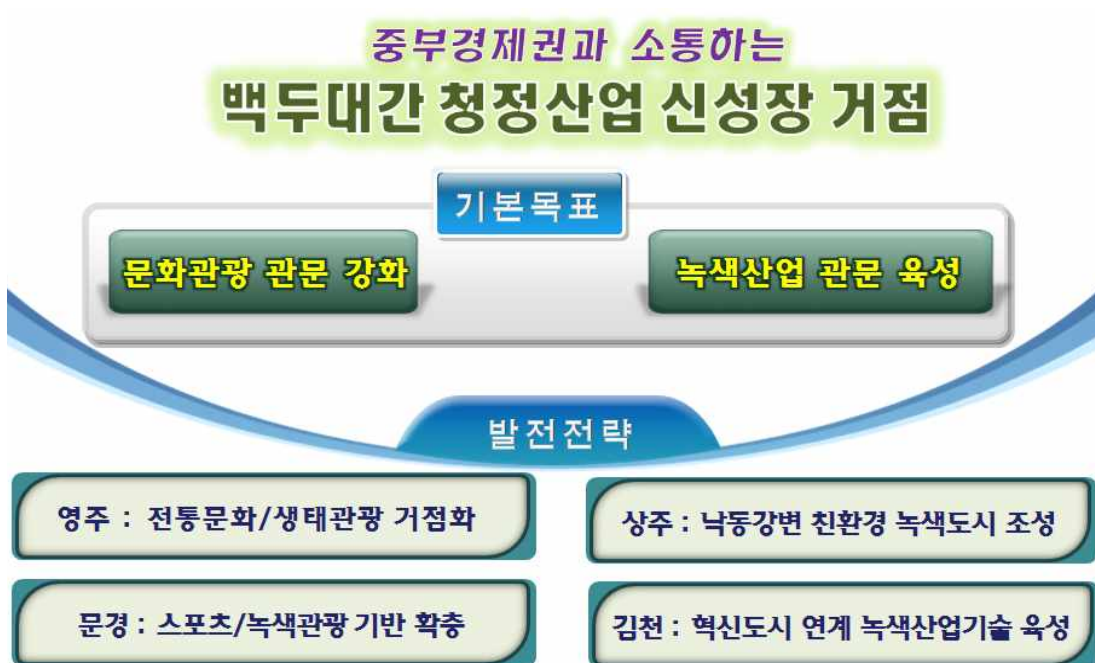 중부경제권과 소통하는
백두대간 청정산업 신성장 거점
기본목표
문화관광 관문 강화
녹색산업 관문 육성
발전전략
영주 : 전통문화/생태관광 거점화
상주 : 낙동강변 친환경 녹색도시 조성
문경 : 스포츠/녹색관광 기반 확충
김천 : 혁신도시 연계 녹색산업기술 육성